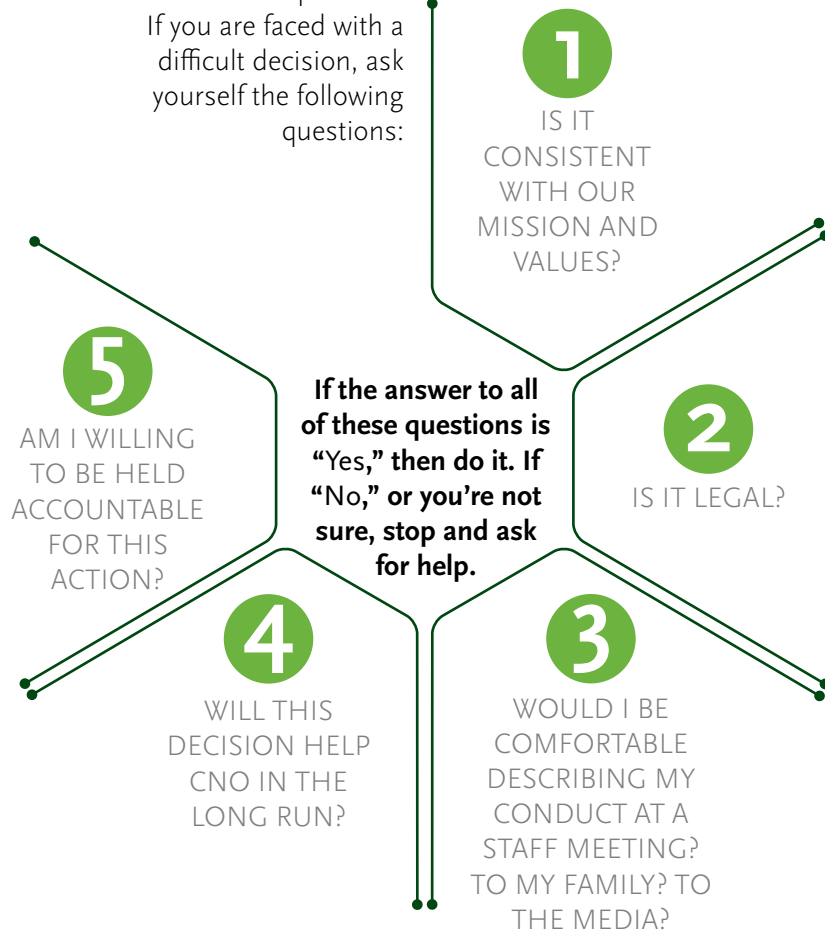 If you are faced with a
difficult decision, ask
yourself the following
questions:
1
IS IT
CONSISTENT
WITH OUR
MISSION AND
VALUES?
2
IS IT LEGAL?
3
WOULD I BE
COMFORTABLE
DESCRIBING MY
CONDUCT AT A
STAFF MEETING?
TO MY FAMILY? TO
THE MEDIA?
4
WILL THIS
DECISION HELP
CNO IN THE
LONG RUN?
5
AM I WILLING
TO BE HELD
ACCOUNTABLE
FOR THIS
ACTION?
If the answer to all
of these questions is
“Yes,” then do it. If
“No,” or you’re not
sure, stop and ask
for help.